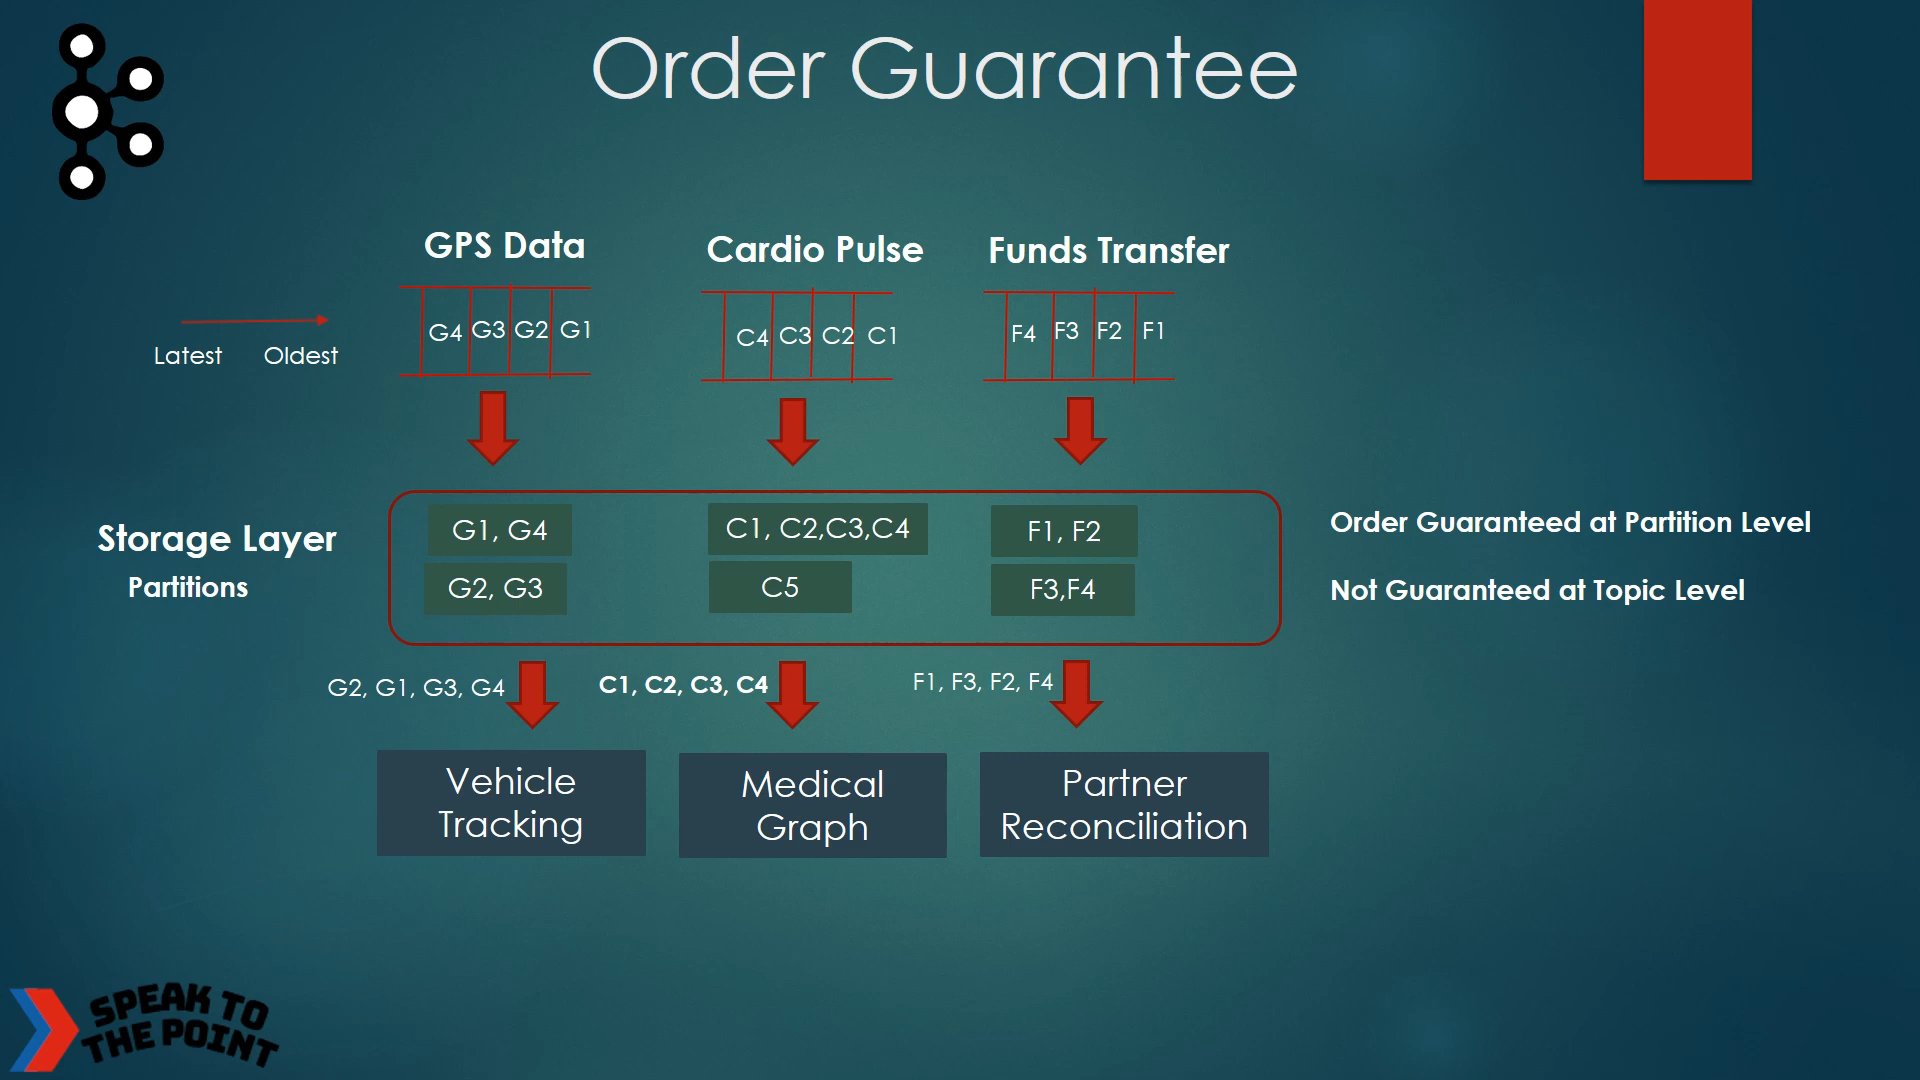 Order Guarantee
GPS Data
Cardio Pulse
Funds Transfer
G4 G3 G2 G1
C4 C3 C2 C1
F4 F3 F2 F1
Latest Oldest
Storage Layer
Partitions
G1, G4
C1, C2,C3,C4
F1, F2
G2, G3
C5
F3,F4
Order Guaranteed at Partition Level
Not Guaranteed at Topic Level
G2, G1, G3, G4
C1, C2, C3, C4
F1, F3, F2, F4
Vehicle
Tracking
Medical
Graph
Partner
Reconciliation
SPEAK TO
THE POINT